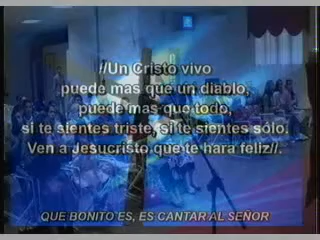 //Un Cristo vivo
puede mas que un diablo,
puede mas que todo,
si te sientes triste, si te sientes sólo.
Ven a Jesucristo que te hara feliz//.
QUE BONITO ES, ES CANTAR AL SEÑOR